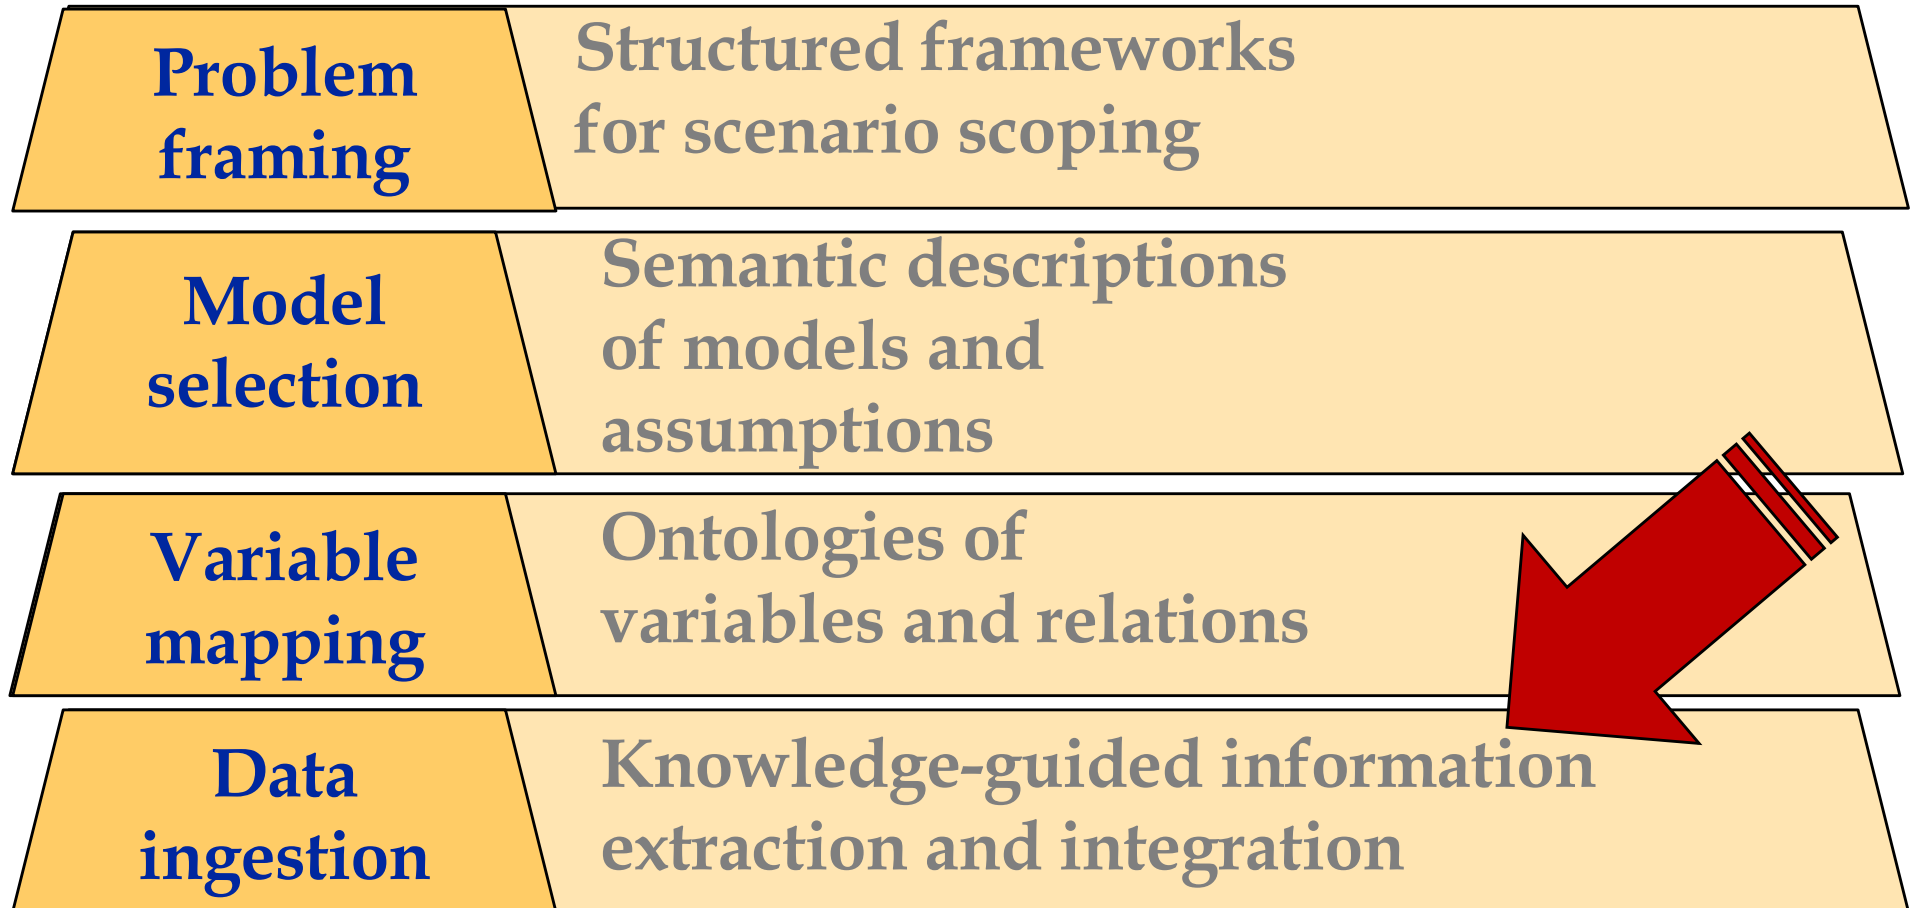 Problem
framing
Structured frameworks
for scenario scoping
Model
selection
Semantic descriptions
of models and
assumptions
Variable
mapping
Ontologies of
variables and relations
Data
ingestion
Knowledge-guided information
extraction and integration